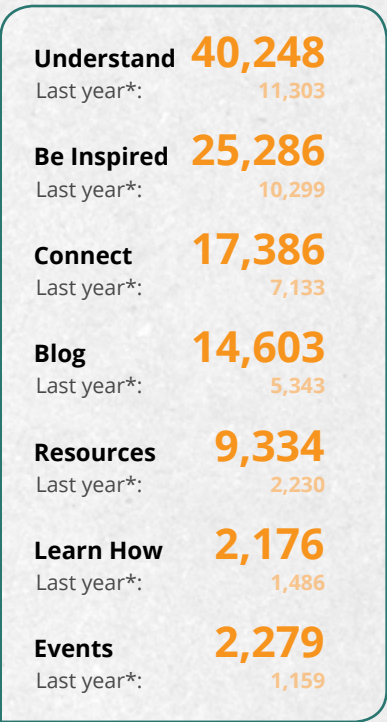 Understand 40,248
Last year*: 11,303
Be Inspired 25,286
Last year*: 10,299
Connect 17,386
Last year*: 7,133
Blog 14,603
Last year*: 5,343
Resources 9,334
Last year*: 2,230
Learn How 2,176
Last year*: 1,486
Events 2,279
Last year*: 1,159